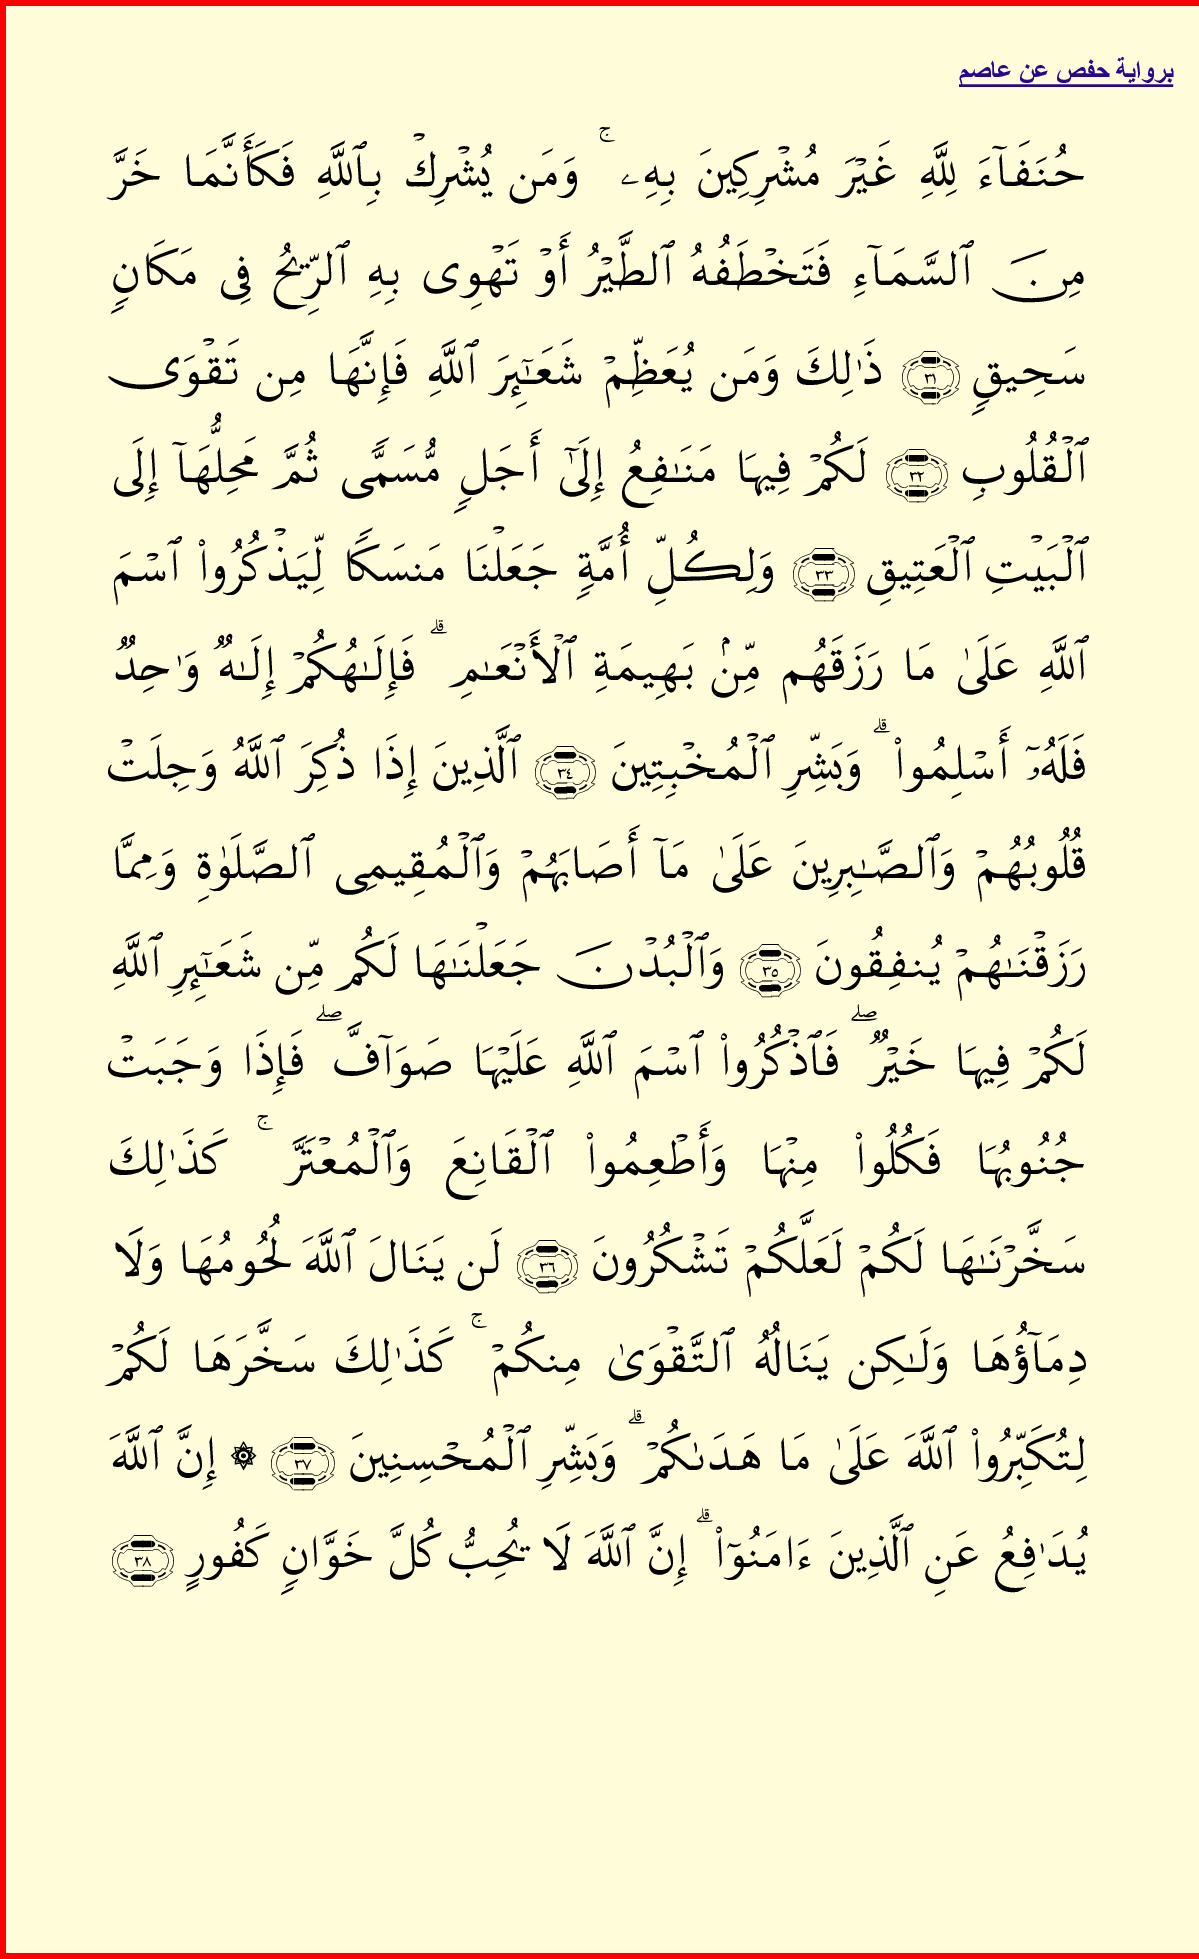 برواية حفص عن عاصم
حُنَفَآءَ لِلَّهِ غَيْرَ مُشْرِكِينَ بِهِۦ ۚ وَمَن يُشْرِكْ بِٱللَّهِ فَكَأَنَّمَا خَرَّ
مِنَ ٱلسَّمَآءِ فَتَخْطَفُهُ ٱلطَّيْرُ أَوْ تَهْوِى بِهِ ٱلرِّيحُ فِى مَكَانٍ
سَحِيقٍ ٣١ ذَٰلِكَ وَمَن يُعَظِّمْ شَعَـٰٓئِرَ ٱللَّهِ فَإِنَّهَا مِن تَقْوَى
ٱلْقُلُوبِ ٣٢ لَكُمْ فِيهَا مَنَـٰفِعُ إِلَىٰٓ أَجَلٍ مُّسَمًّى ثُمَّ مَحِلُّهَآ إِلَى
ٱلْبَيْتِ ٱلْعَتِيقِ ٣٣ وَلِكُلِّ أُمَّةٍ جَعَلْنَا مَنسَكًا لِّيَذْكُرُوا۟ ٱسْمَ
ٱللَّهِ عَلَىٰ مَا رَزَقَهُم مِّنۢ بَهِيمَةِ ٱلْأَنْعَـٰمِ ۗ فَإِلَـٰهُكُمْ إِلَـٰهٌ وَٰحِدٌ
فَلَهُۥٓ أَسْلِمُوا۟ ۗ وَبَشِّرِ ٱلْمُخْبِتِينَ ٣٤ ٱلَّذِينَ إِذَا ذُكِرَ ٱللَّهُ وَجِلَتْ
قُلُوبُهُمْ وَٱلصَّـٰبِرِينَ عَلَىٰ مَآ أَصَابَهُمْ وَٱلْمُقِيمِى ٱلصَّلَوٰةِ وَمِمَّا
رَزَقْنَـٰهُمْ يُنفِقُونَ ٣٥ وَٱلْبُدْنَ جَعَلْنَـٰهَا لَكُم مِّن شَعَـٰٓئِرِ ٱللَّهِ
لَكُمْ فِيهَا خَيْرٌ ۖ فَٱذْكُرُوا۟ ٱسْمَ ٱللَّهِ عَلَيْهَا صَوَآفَّ ۖ فَإِذَا وَجَبَتْ
جُنُوبُهَا فَكُلُوا۟ مِنْهَا وَأَطْعِمُوا۟ ٱلْقَانِعَ وَٱلْمُعْتَرَّ ۚ كَذَٰلِكَ
سَخَّرْنَـٰهَا لَكُمْ لَعَلَّكُمْ تَشْكُرُونَ ٣٦ لَن يَنَالَ ٱللَّهَ لُحُومُهَا وَلَا
دِمَآؤُهَا وَلَـٰكِن يَنَالُهُ ٱلتَّقْوَىٰ مِنكُمْ ۚ كَذَٰلِكَ سَخَّرَهَا لَكُمْ
لِتُكَبِّرُوا۟ ٱللَّهَ عَلَىٰ مَا هَدَىٰكُمْ ۗ وَبَشِّرِ ٱلْمُحْسِنِينَ ٣٧ ۞ إِنَّ ٱللَّهَ
يُدَٰفِعُ عَنِ ٱلَّذِينَ ءَامَنُوٓا۟ ۗ إِنَّ ٱللَّهَ لَا يُحِبُّ كُلَّ خَوَّانٍ كَفُورٍ ٣٨